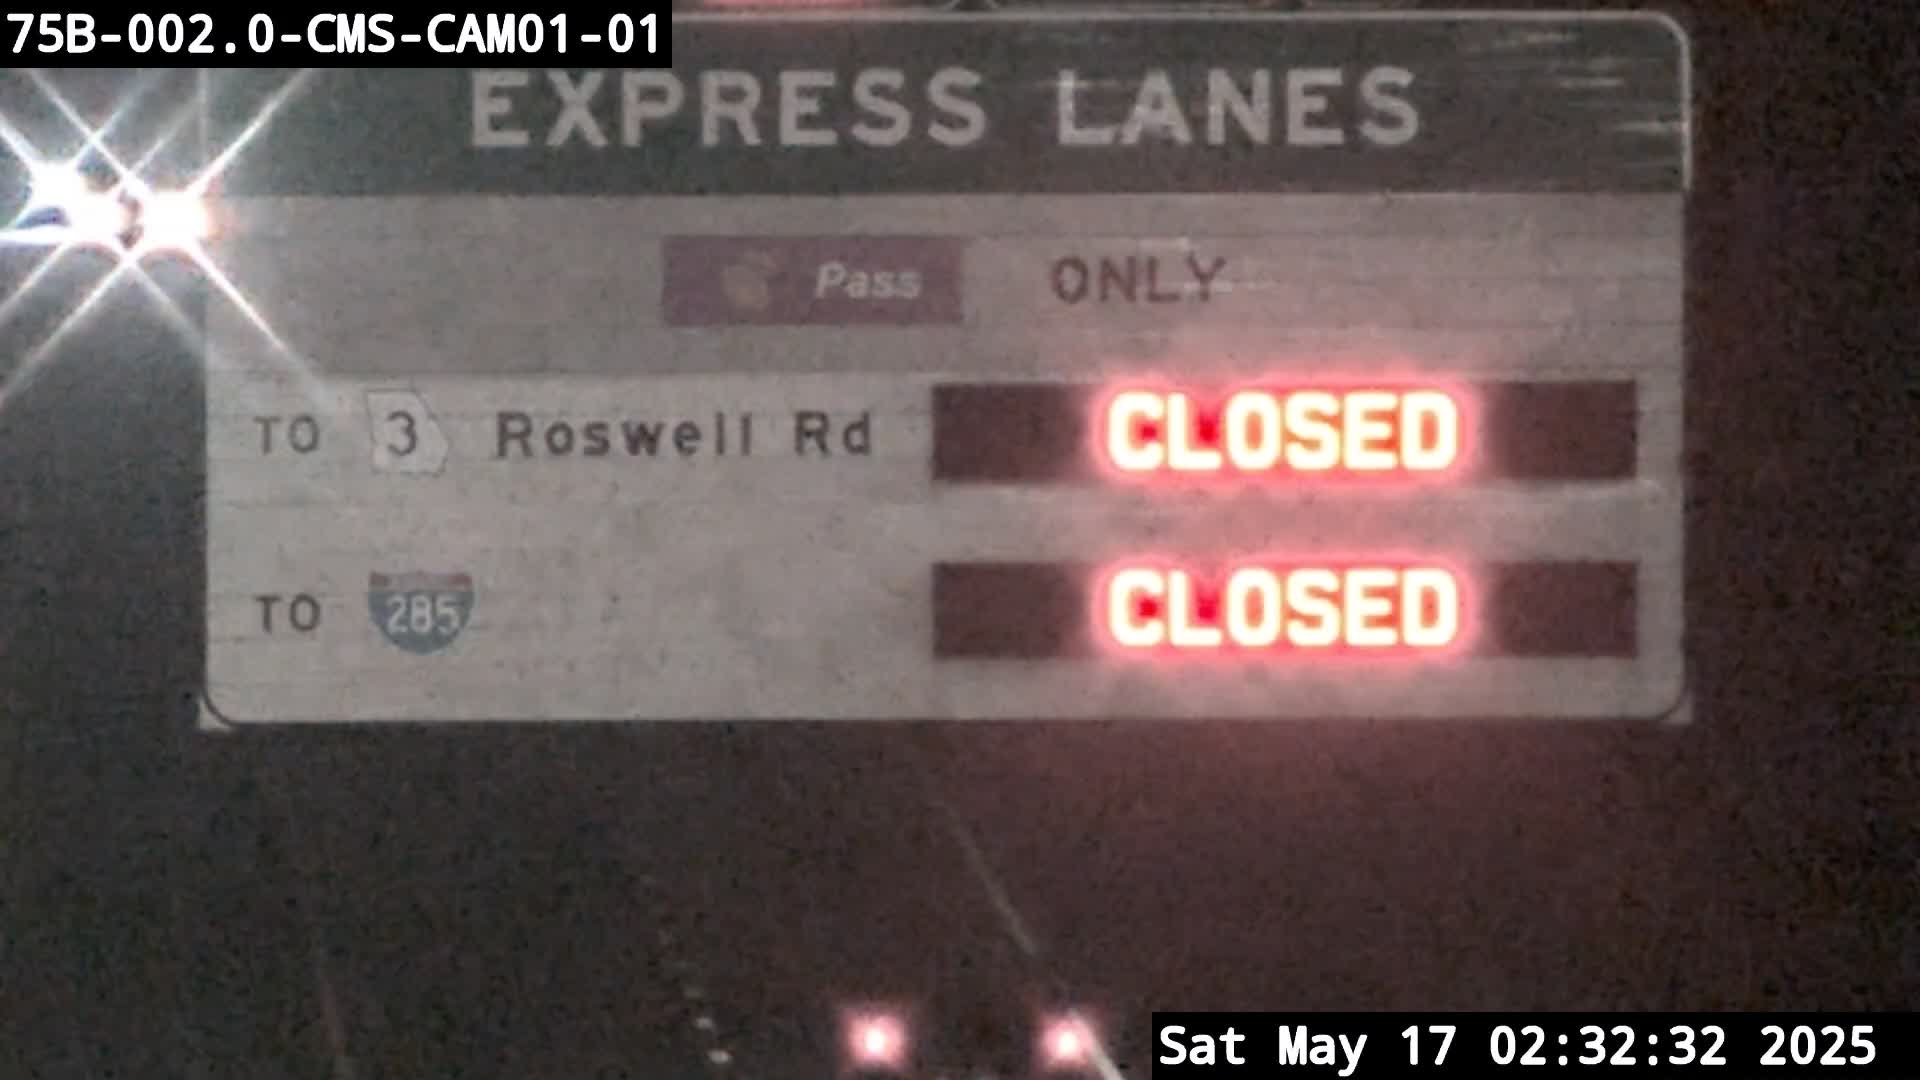 75B-002.0-CMS-CAM01-01
EXPRESS LANES
Pass ONLY
TO 3 Roswell Rd CLOSED
TO 285 CLOSED
Sat May 17 02:32:32 2025